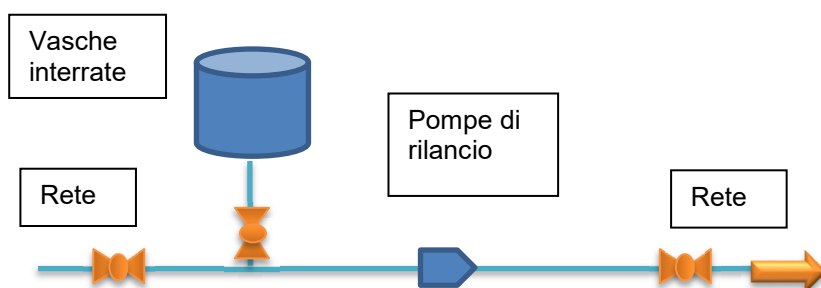 Vasche
interrate
Pompe di
rilancio
Rete
Rete